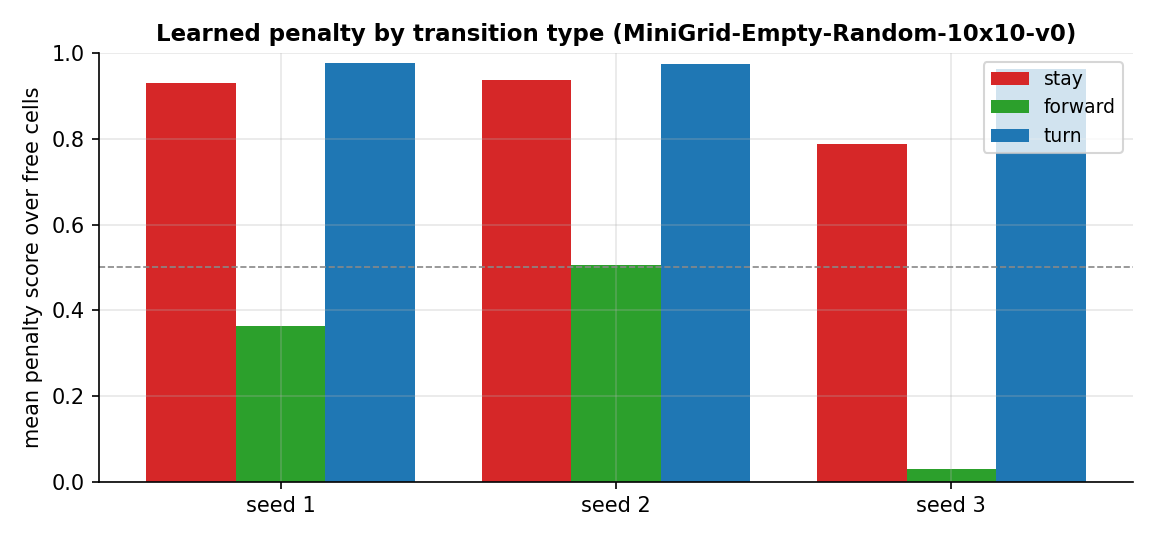 Learned penalty by transition type (MiniGrid-Empty-Random-10x10-v0)
mean penalty score over free cells
1.0
0.8
0.6
0.4
0.2
0.0
stay
forward
turn
seed 1
seed 2
seed 3